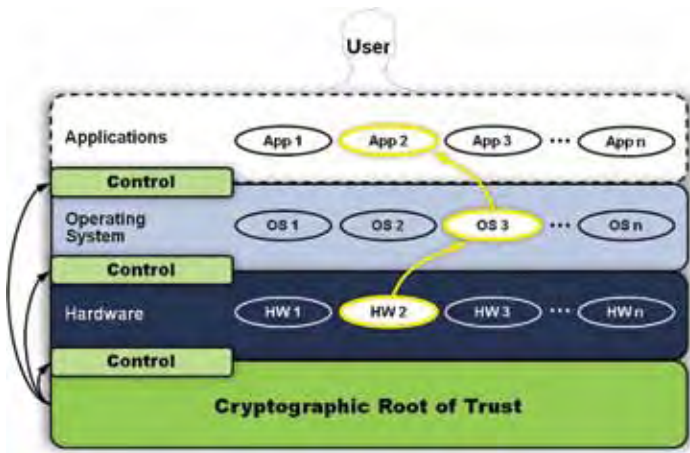 User
Applications
App 1 App 2 App 3 ••• App n
Control
Operating
System
OS 1 OS 2 OS 3 ••• OS n
Control
Hardware
HW 1 HW 2 HW 3 ••• HW n
Control
Cryptographic Root of Trust